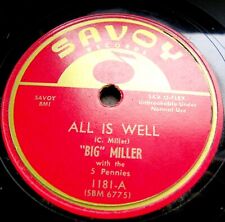 SAVOY
RECORDS
SAVOY
BMI
SAV-O-FLEX
Unbreakable Under
Normal Use
ALL IS WELL
(C. Miller)
"BIG" MILLER
with the
5 Pennies
1181-A
(SBM 6775)